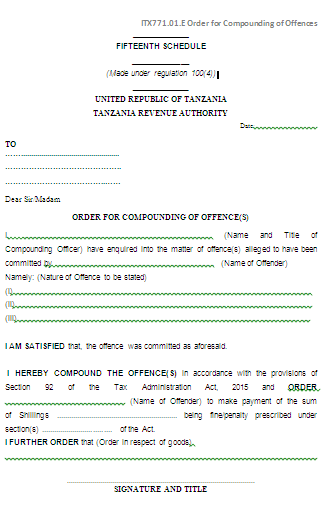 ITX771.01.E Order for Compounding of Offences
FIFTEENTH SCHEDULE
(Made under regulation 100(4))
UNITED REPUBLIC OF TANZANIA
TANZANIA REVENUE AUTHORITY
Date
TO
Dear Sir/Madam
ORDER FOR COMPOUNDING OF OFFENCE(S)
I, (Name and Title of
Compounding Officer) have enquired into the matter of offence(s) alleged to have been
committed by (Name of Offender)
Namely: (Nature of Offence to be stated)
(i)
(ii)
(iii)
I AM SATISFIED that, the offence was committed as aforesaid.
I HEREBY COMPOUND THE OFFENCE(S) in accordance with the provisions of
Section 92 of the Tax Administration Act, 2015 and ORDER
(Name of Offender) to make payment of the sum
of Shillings ................................................ being fine/penalty prescribed under
section(s) ............................ of the Act.
I FURTHER ORDER that (Order in respect of goods)
SIGNATURE AND TITLE